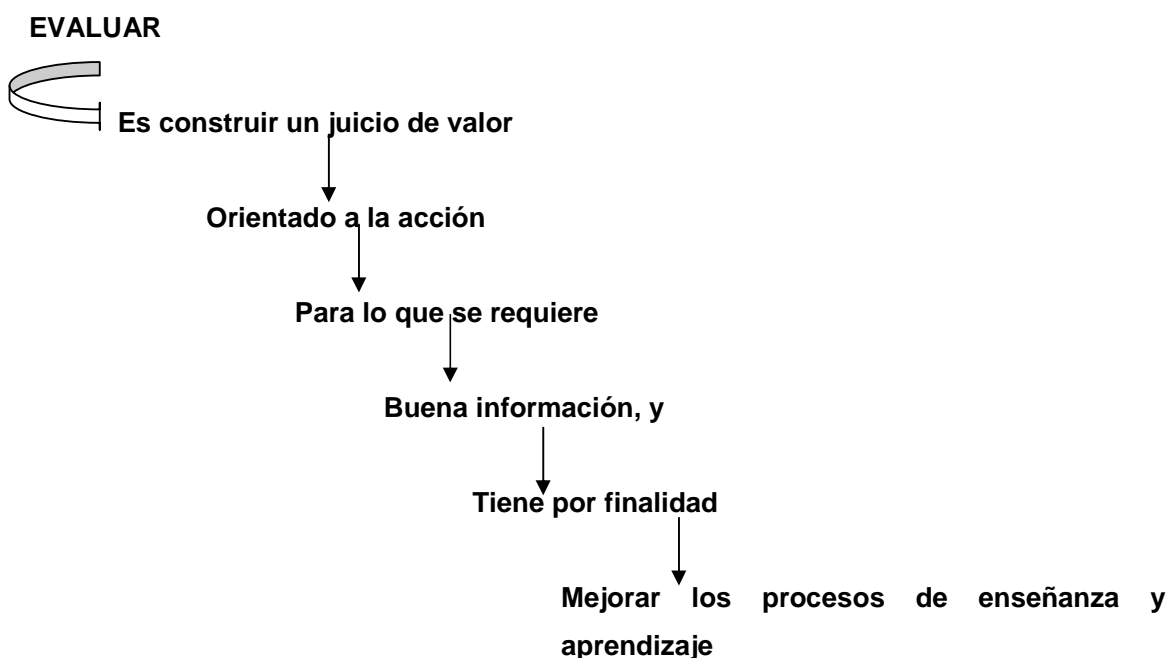 EVALUAR
Es construir un juicio de valor
Orientado a la acción
Para lo que se requiere
Buena información, y
Tiene por finalidad
Mejorar los procesos de enseñanza y
aprendizaje